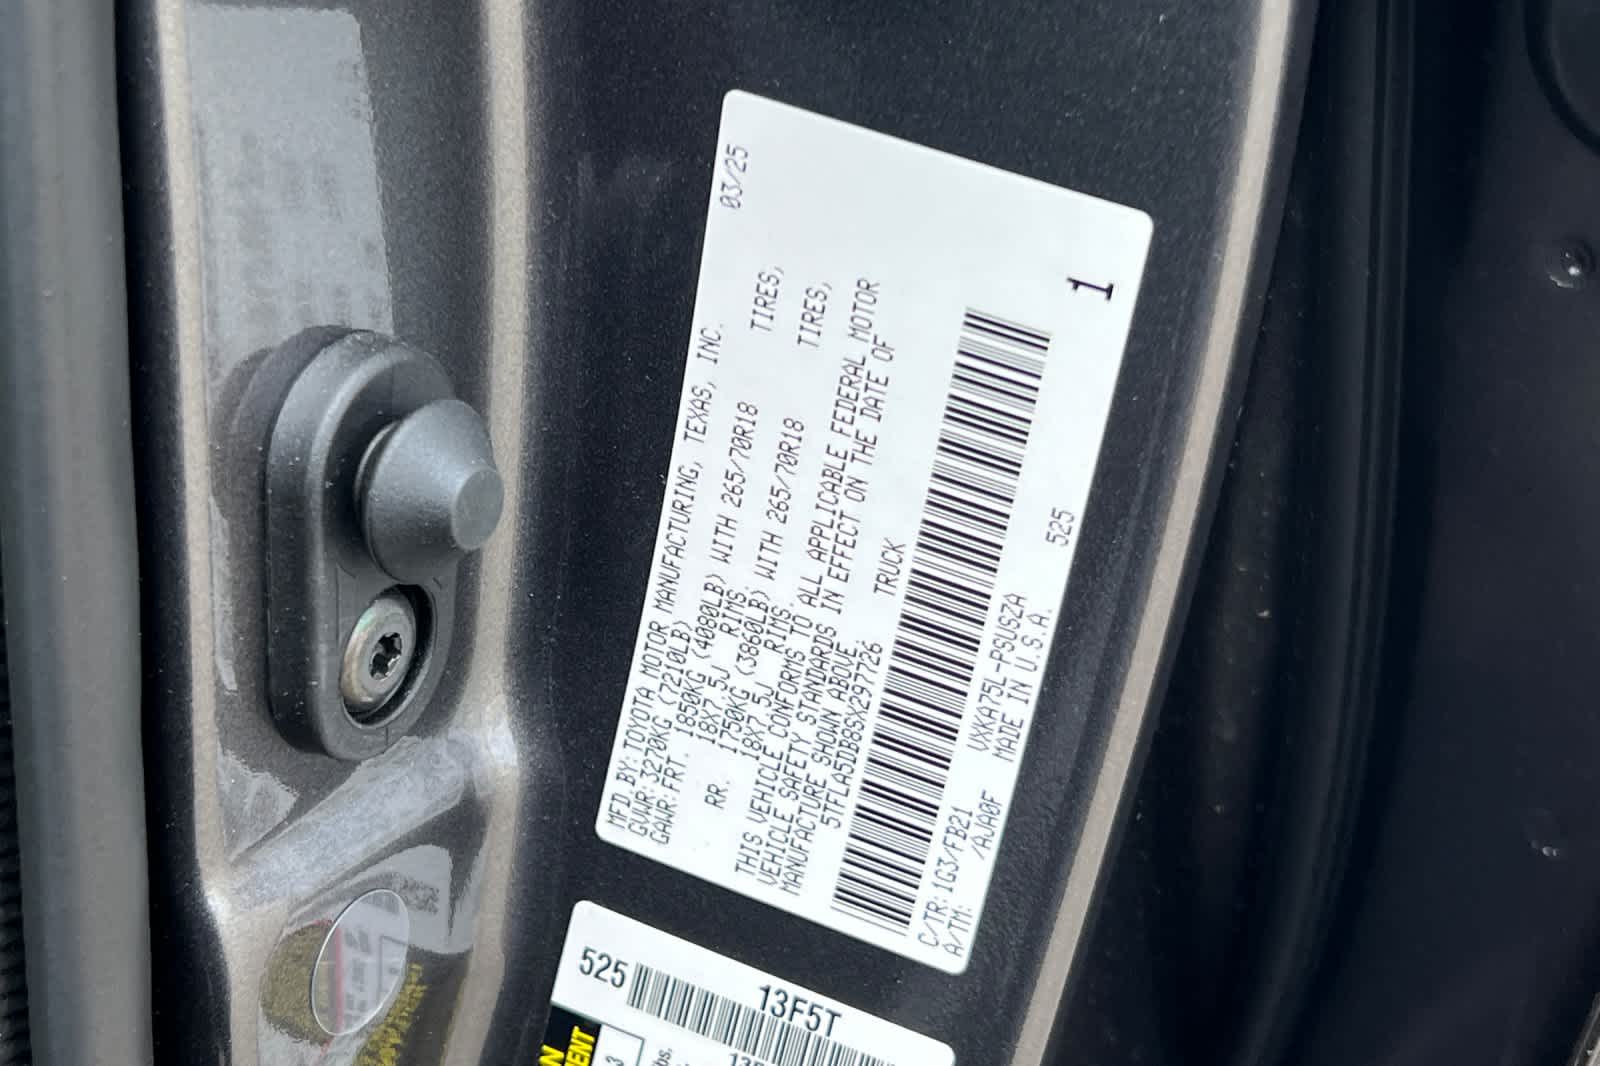 03/25
MFD.BY:TOYOTA MOTOR MANUFACTURING, TEXAS, INC.
GVWR:3270KG (7210LB)
GAWR:FRT. 1850KG (4080LB) WITH 265/70R18 TIRES,
18X7.5J RIMS,
RR. 1750KG (3860LB) WITH 265/70R18 TIRES,
18X7.5J RIMS.
THIS VEHICLE CONFORMS TO ALL APPLICABLE FEDERAL MOTOR
VEHICLE SAFETY STANDARDS IN EFFECT ON THE DATE OF
MANUFACTURE SHOWN ABOVE.
5TFLA5DB8SX297726 TRUCK
1
C/TR:1G3/FB21 VXKA75L-PSUSZA 525
A/TM: /AJA0F MADE IN U.S.A.
525 13F5T